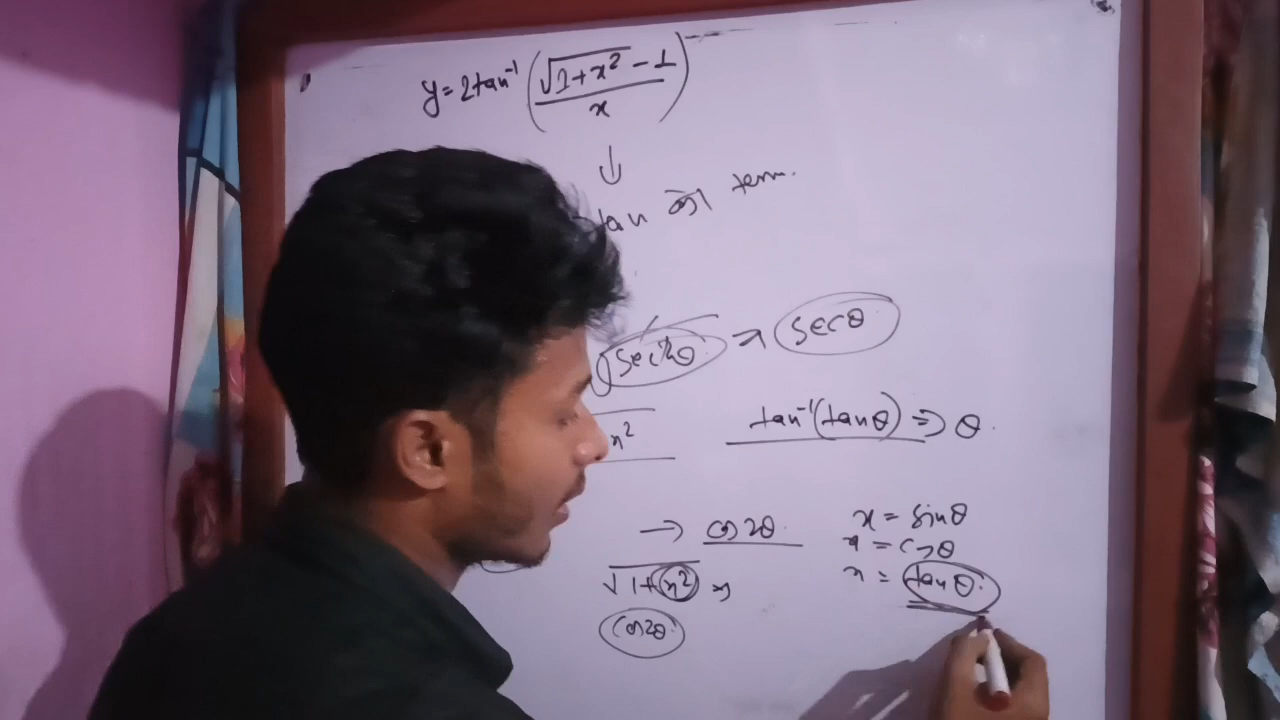 y = 2tan⁻¹ (√1+x² - 1 / x)
↓
tan को term.
sec²θ → secθ
x²
tan⁻¹(tanθ) ⇒ θ.
→ cos2θ.
√1+x²
cos2θ.
x = sinθ
x = cosθ
x = tanθ.